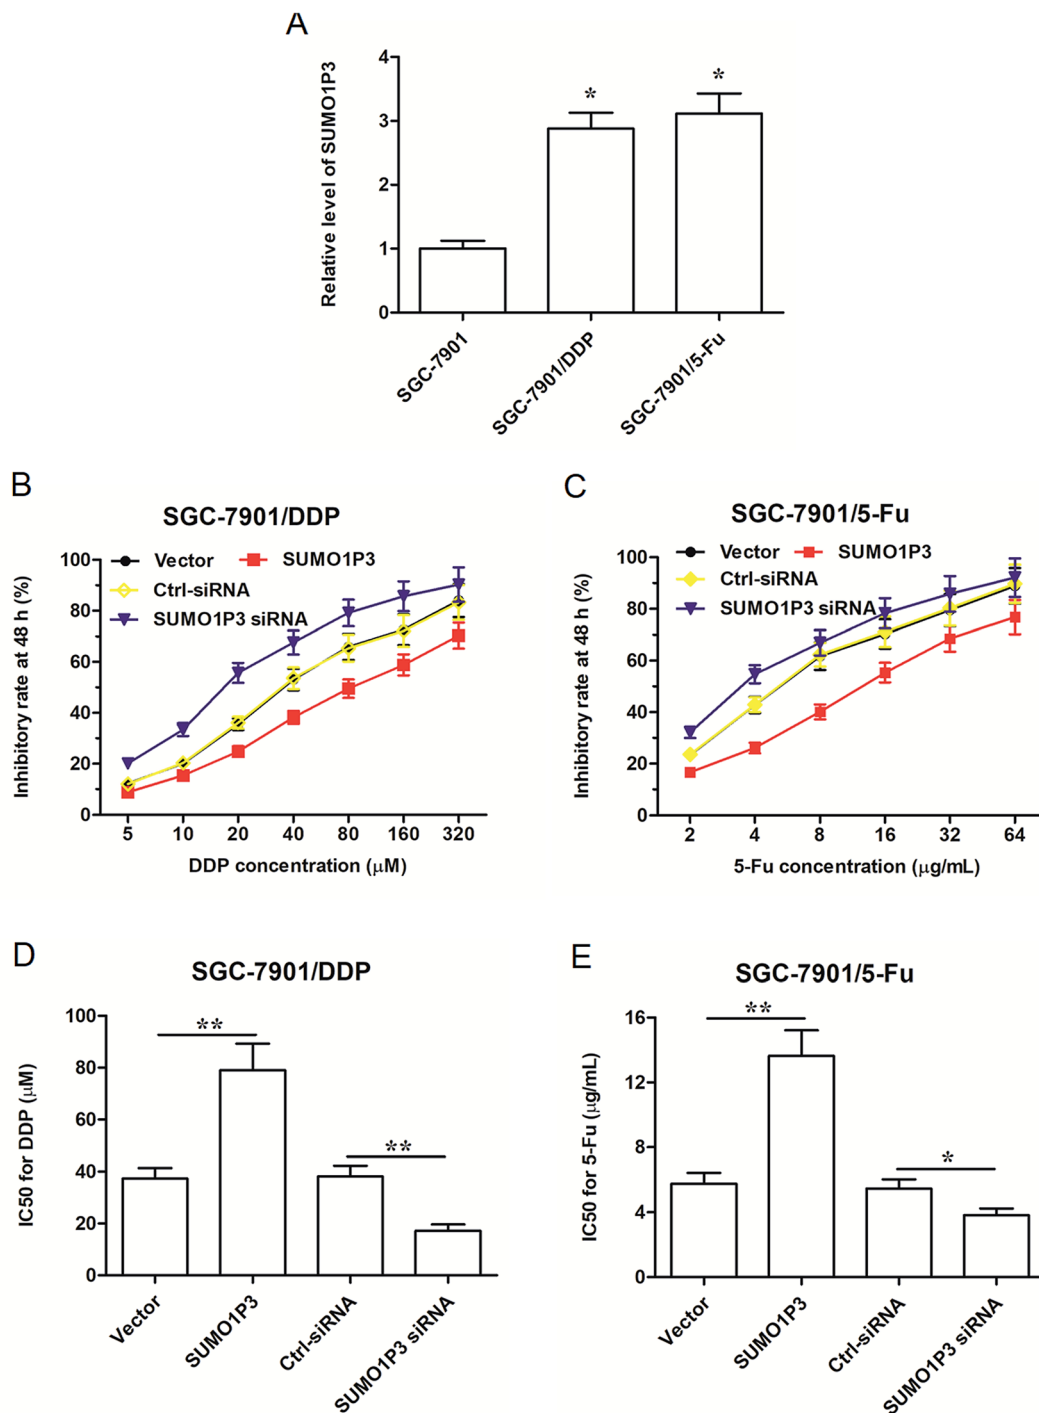 A
Relative level of SUMO1P3
4
3
2
1
0
*
*
SGC-7901
SGC-7901/DDP
SGC-7901/5-Fu
B
SGC-7901/DDP
Vector
SUMO1P3
Ctrl-siRNA
SUMO1P3 siRNA
Inhibitory rate at 48 h (%)
100
80
60
40
20
0
5 10 20 40 80 160 320
DDP concentration (μM)
C
SGC-7901/5-Fu
Vector
SUMO1P3
Ctrl-siRNA
SUMO1P3 siRNA
Inhibitory rate at 48 h (%)
100
80
60
40
20
0
2 4 8 16 32 64
5-Fu concentration (μg/mL)
D
SGC-7901/DDP
IC50 for DDP (μM)
100
80
60
40
20
0
**
**
Vector
SUMO1P3
Ctrl-siRNA
SUMO1P3 siRNA
E
SGC-7901/5-Fu
IC50 for 5-Fu (μg/mL)
16
12
8
4
0
**
*
Vector
SUMO1P3
Ctrl-siRNA
SUMO1P3 siRNA